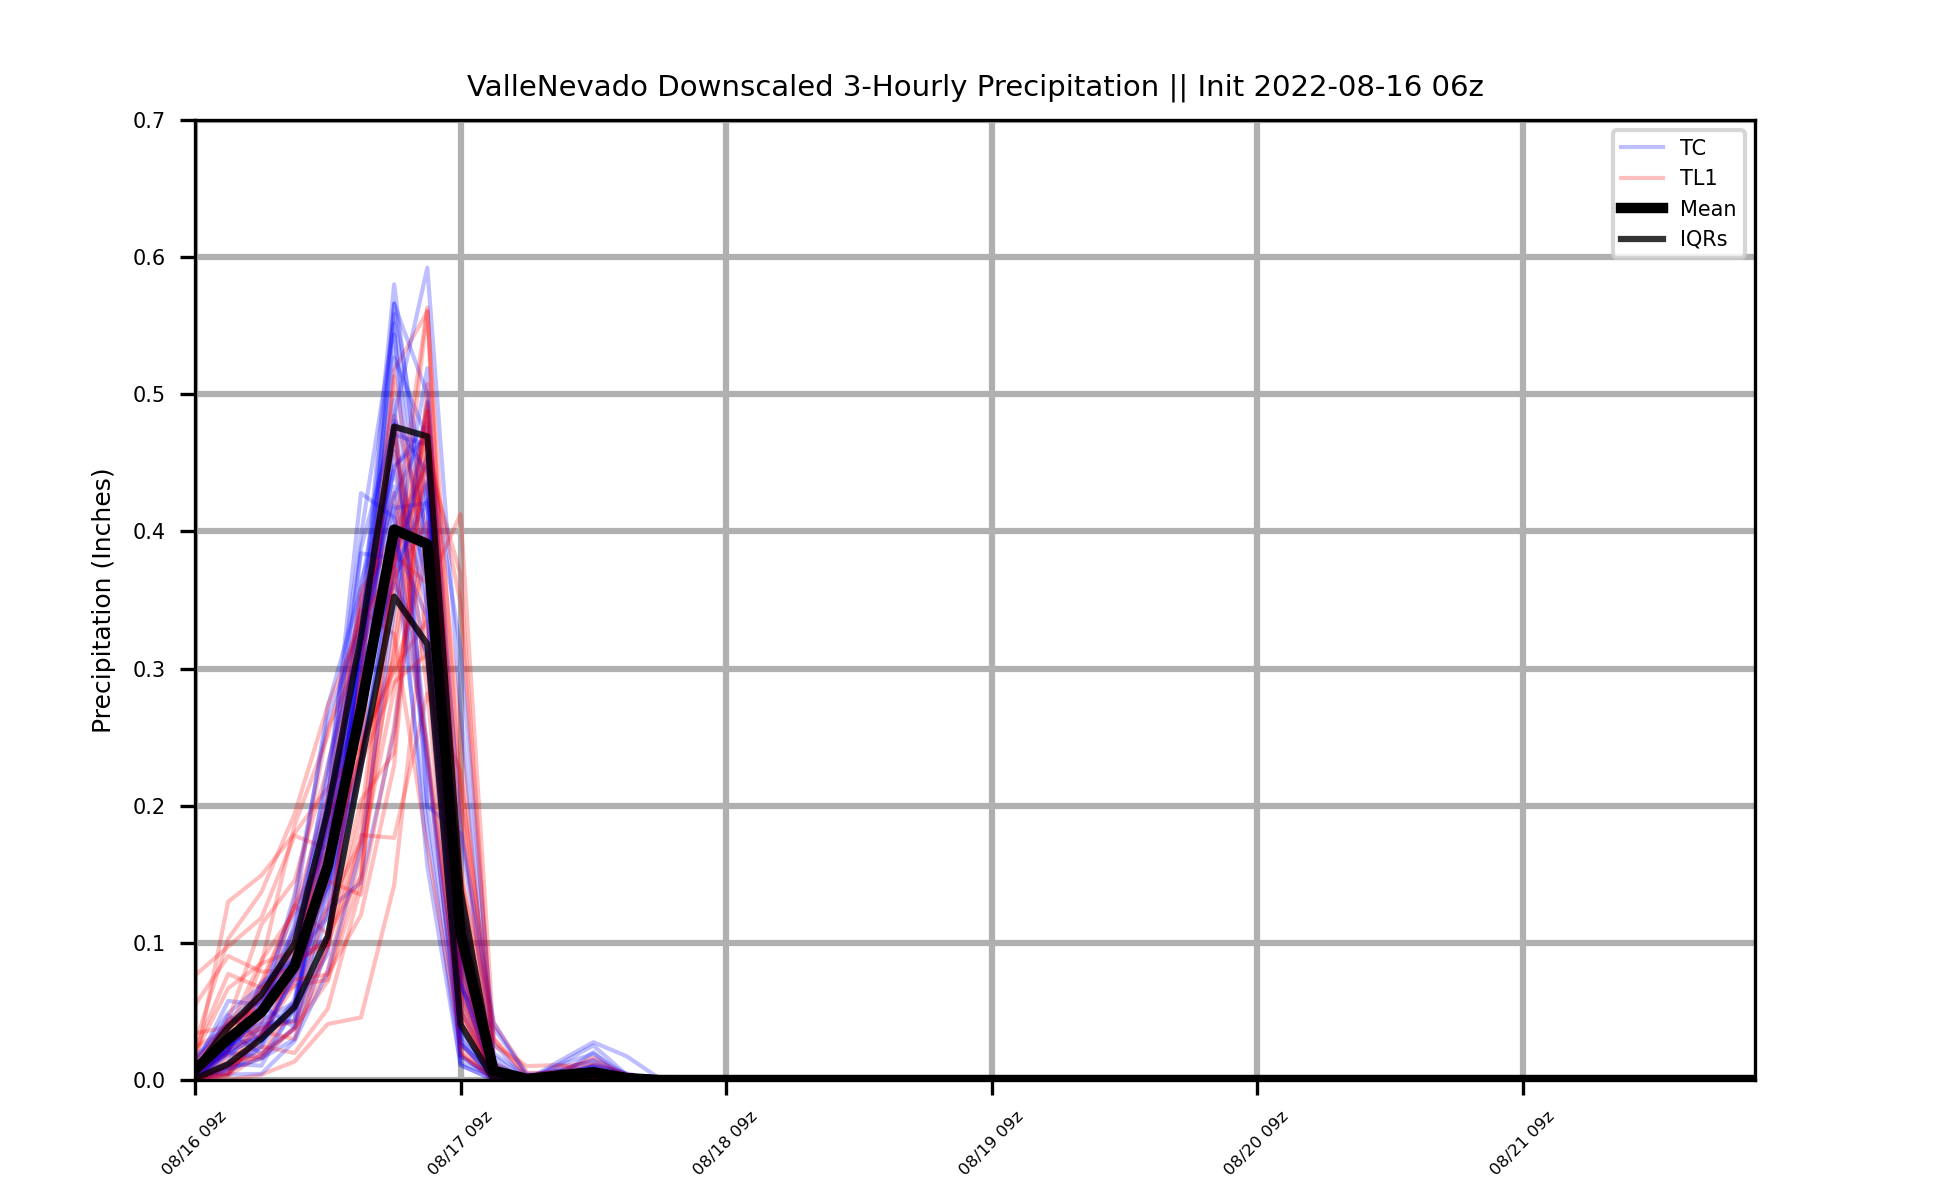 ValleNevado Downscaled 3-Hourly Precipitation || Init 2022-08-16 06z
TC
TL1
Mean
IQRs
Precipitation (Inches)
0.7
0.6
0.5
0.4
0.3
0.2
0.1
0.0
08/16 09z
08/17 09z
08/18 09z
08/19 09z
08/20 09z
08/21 09z